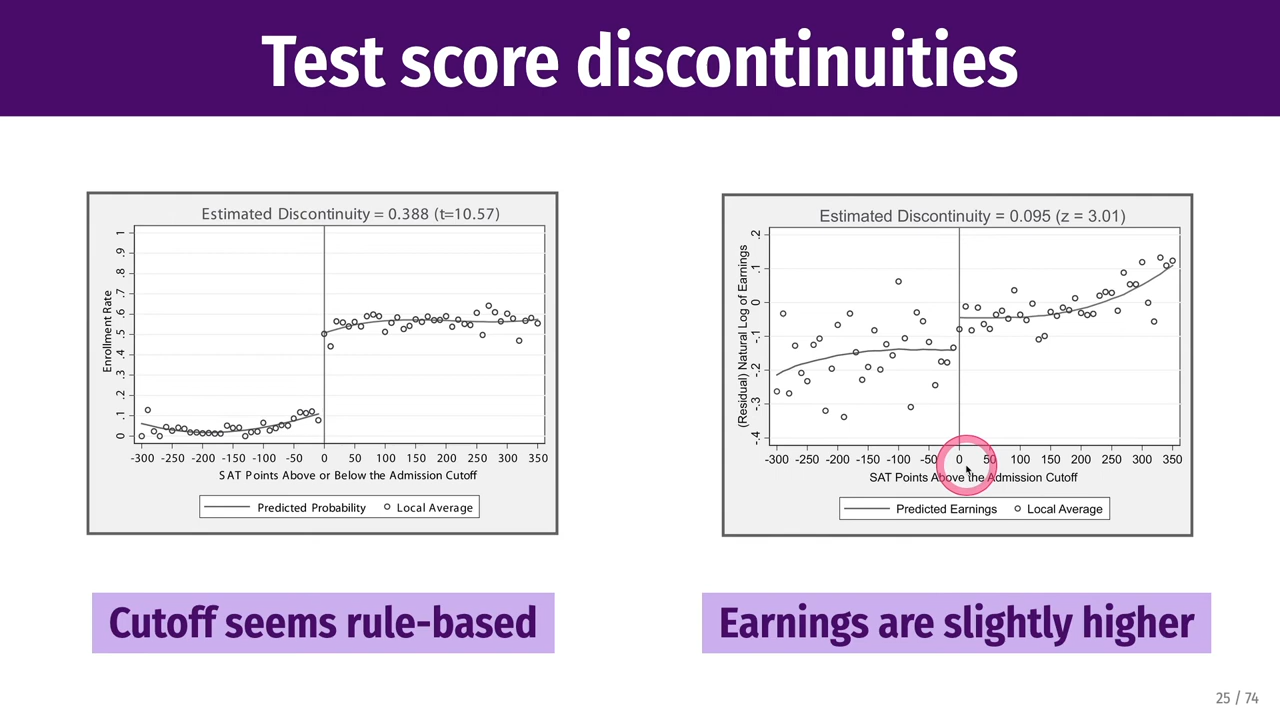 Test score discontinuities
Estimated Discontinuity = 0.388 (t=10.57)
Enrollment Rate
1
.9
.8
.7
.6
.5
.4
.3
.2
.1
0
-300 -250 -200 -150 -100 -50 0 50 100 150 200 250 300 350
SAT Points Above or Below the Admission Cutoff
Predicted Probability Local Average
Cutoff seems rule-based
Estimated Discontinuity = 0.095 (z = 3.01)
(Residual) Natural Log of Earnings
.2
.1
0
-.1
-.2
-.3
-.4
-300 -250 -200 -150 -100 -50 0 50 100 150 200 250 300 350
SAT Points Above the Admission Cutoff
Predicted Earnings Local Average
Earnings are slightly higher
25 / 74